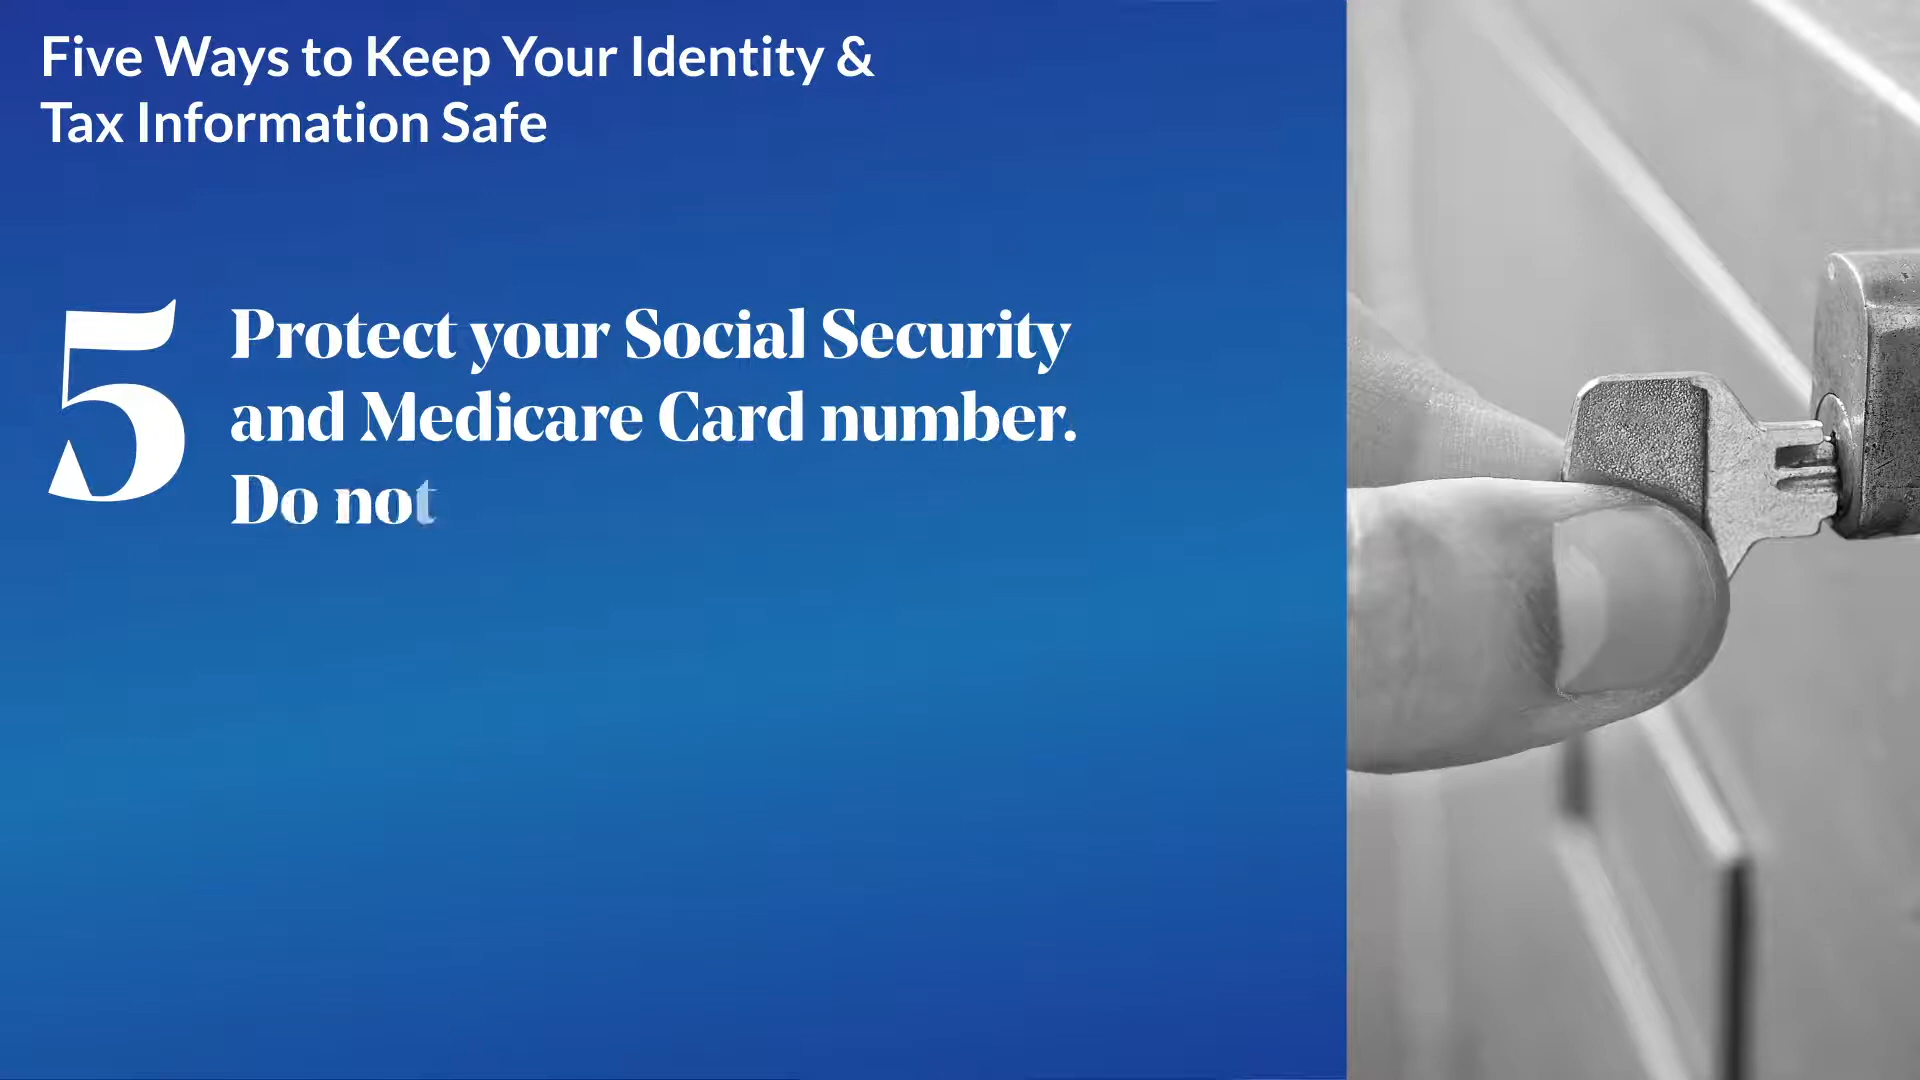 Five Ways to Keep Your Identity &
Tax Information Safe
5
Protect your Social Security
and Medicare Card number.
Do not